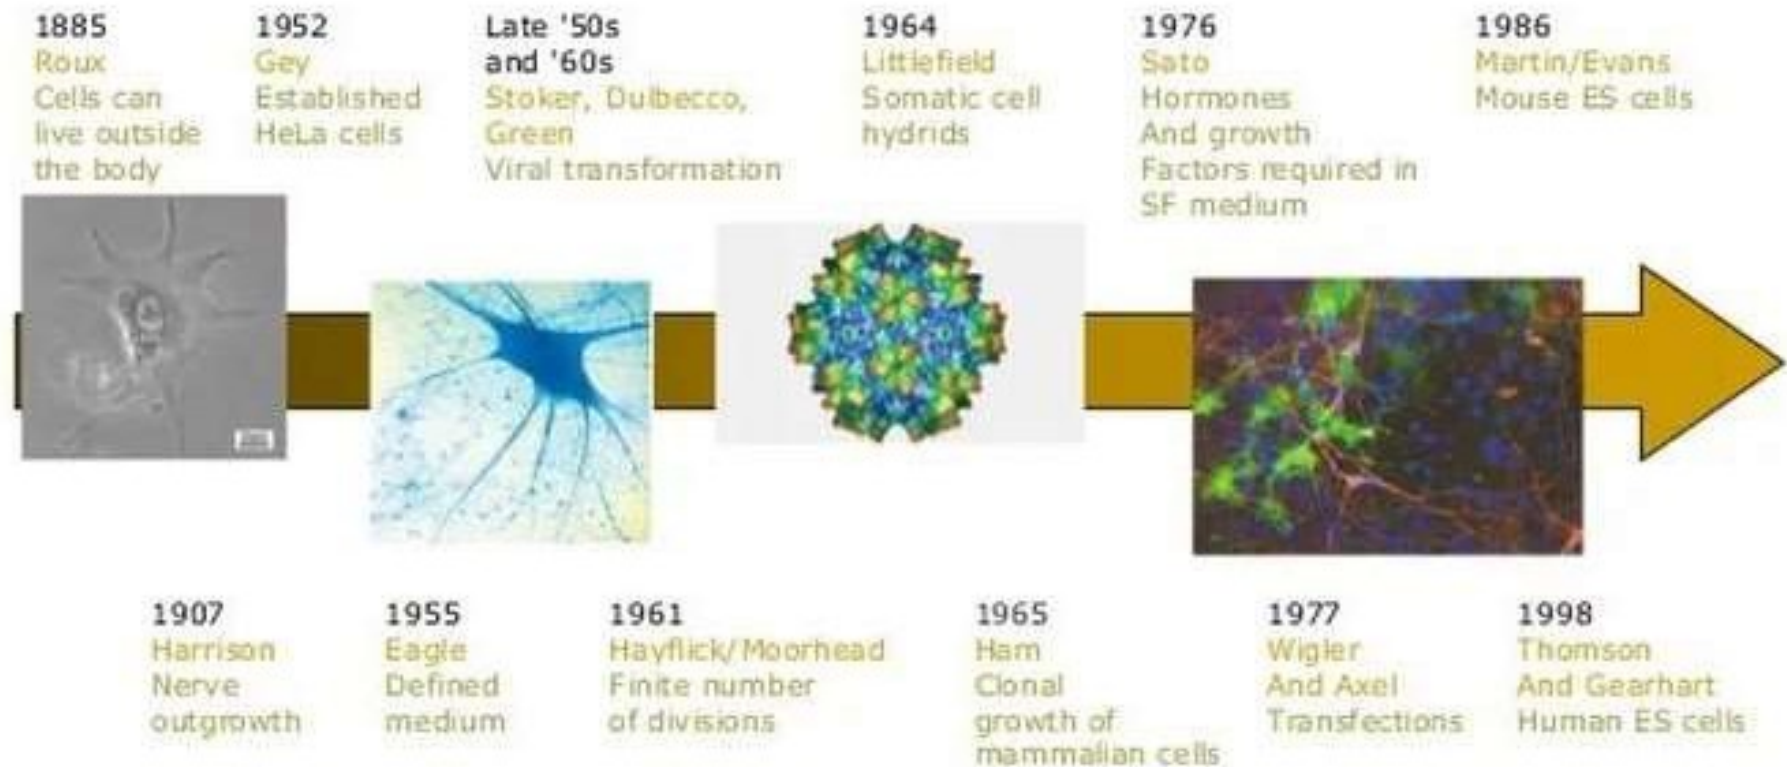 1885
Roux
Cells can
live outside
the body
1952
Gey
Established
HeLa cells
Late '50s
and '60s
Stoker, Dulbecco,
Green
Viral transformation
1964
Littlefield
Somatic cell
hydrids
1976
Sato
Hormones
And growth
Factors required in
SF medium
1986
Martin/Evans
Mouse ES cells
1907
Harrison
Nerve
outgrowth
1955
Eagle
Defined
medium
1961
Hayflick/Moorhead
Finite number
of divisions
1965
Ham
Clonal
growth of
mammalian cells
1977
Wigler
And Axel
Transfections
1998
Thomson
And Gearhart
Human ES cells